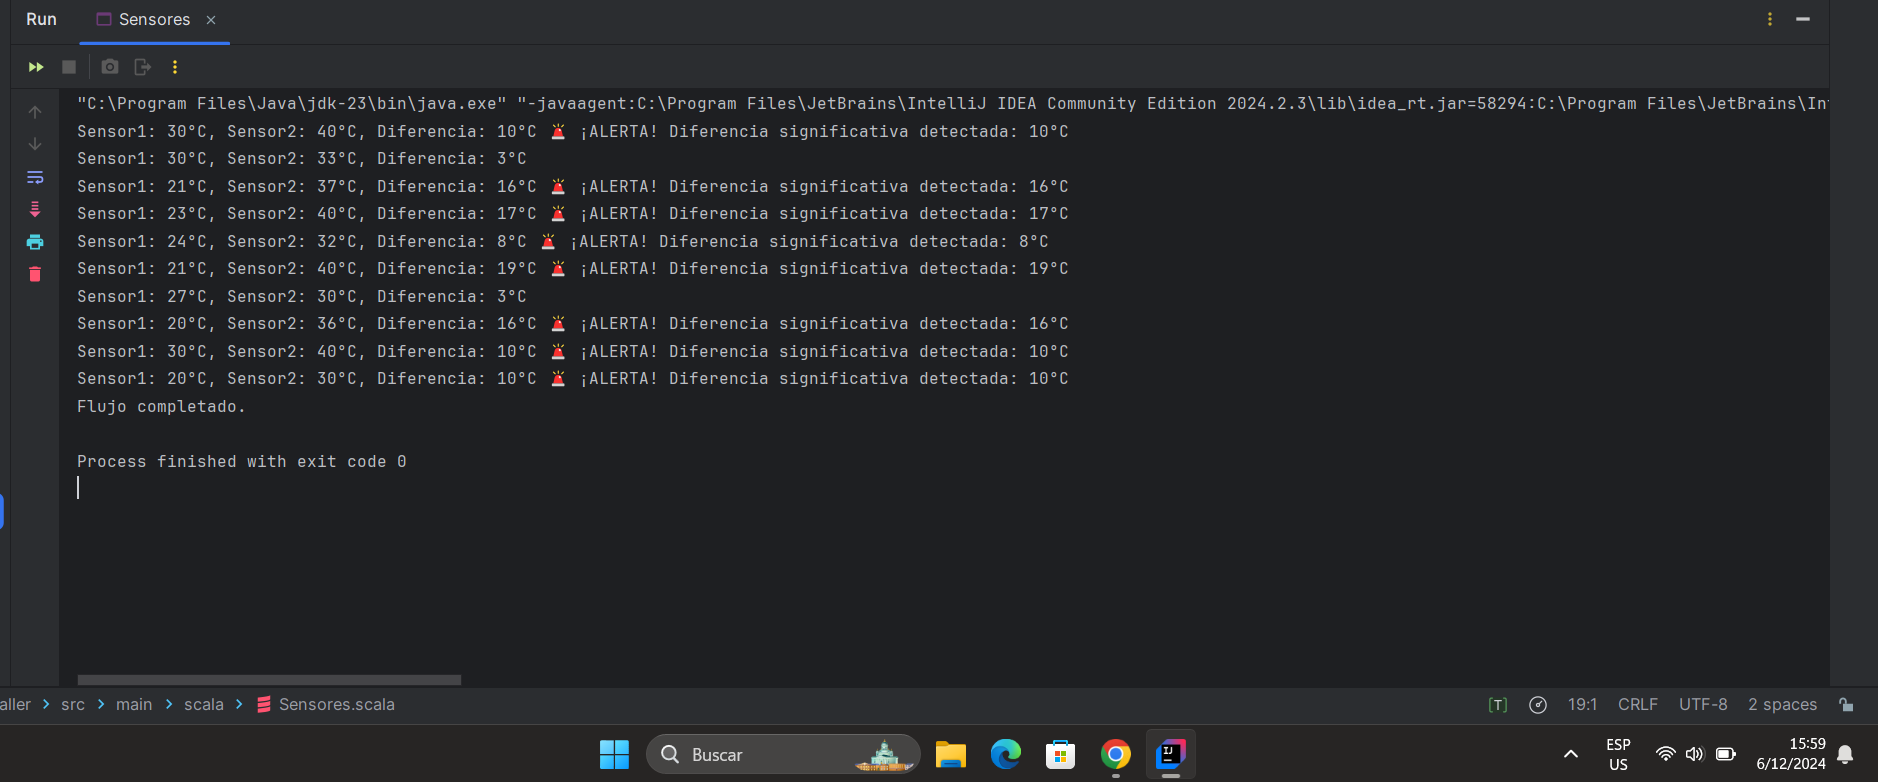 Run Sensores
"C:\Program Files\Java\jdk-23\bin\java.exe" "-javaagent:C:\Program Files\JetBrains\IntelliJ IDEA Community Edition 2024.2.3\lib\idea_rt.jar=58294:C:\Program Files\JetBrains\Int
Sensor1: 30°C, Sensor2: 40°C, Diferencia: 10°C 🚨 ¡ALERTA! Diferencia significativa detectada: 10°C
Sensor1: 30°C, Sensor2: 33°C, Diferencia: 3°C
Sensor1: 21°C, Sensor2: 37°C, Diferencia: 16°C 🚨 ¡ALERTA! Diferencia significativa detectada: 16°C
Sensor1: 23°C, Sensor2: 40°C, Diferencia: 17°C 🚨 ¡ALERTA! Diferencia significativa detectada: 17°C
Sensor1: 24°C, Sensor2: 32°C, Diferencia: 8°C 🚨 ¡ALERTA! Diferencia significativa detectada: 8°C
Sensor1: 21°C, Sensor2: 40°C, Diferencia: 19°C 🚨 ¡ALERTA! Diferencia significativa detectada: 19°C
Sensor1: 27°C, Sensor2: 30°C, Diferencia: 3°C
Sensor1: 20°C, Sensor2: 36°C, Diferencia: 16°C 🚨 ¡ALERTA! Diferencia significativa detectada: 16°C
Sensor1: 30°C, Sensor2: 40°C, Diferencia: 10°C 🚨 ¡ALERTA! Diferencia significativa detectada: 10°C
Sensor1: 20°C, Sensor2: 30°C, Diferencia: 10°C 🚨 ¡ALERTA! Diferencia significativa detectada: 10°C
Flujo completado.
Process finished with exit code 0
aller > src > main > scala > Sensores.scala [T] 19:1 CRLF UTF-8 2 spaces
Buscar
ESP
US
15:59
6/12/2024